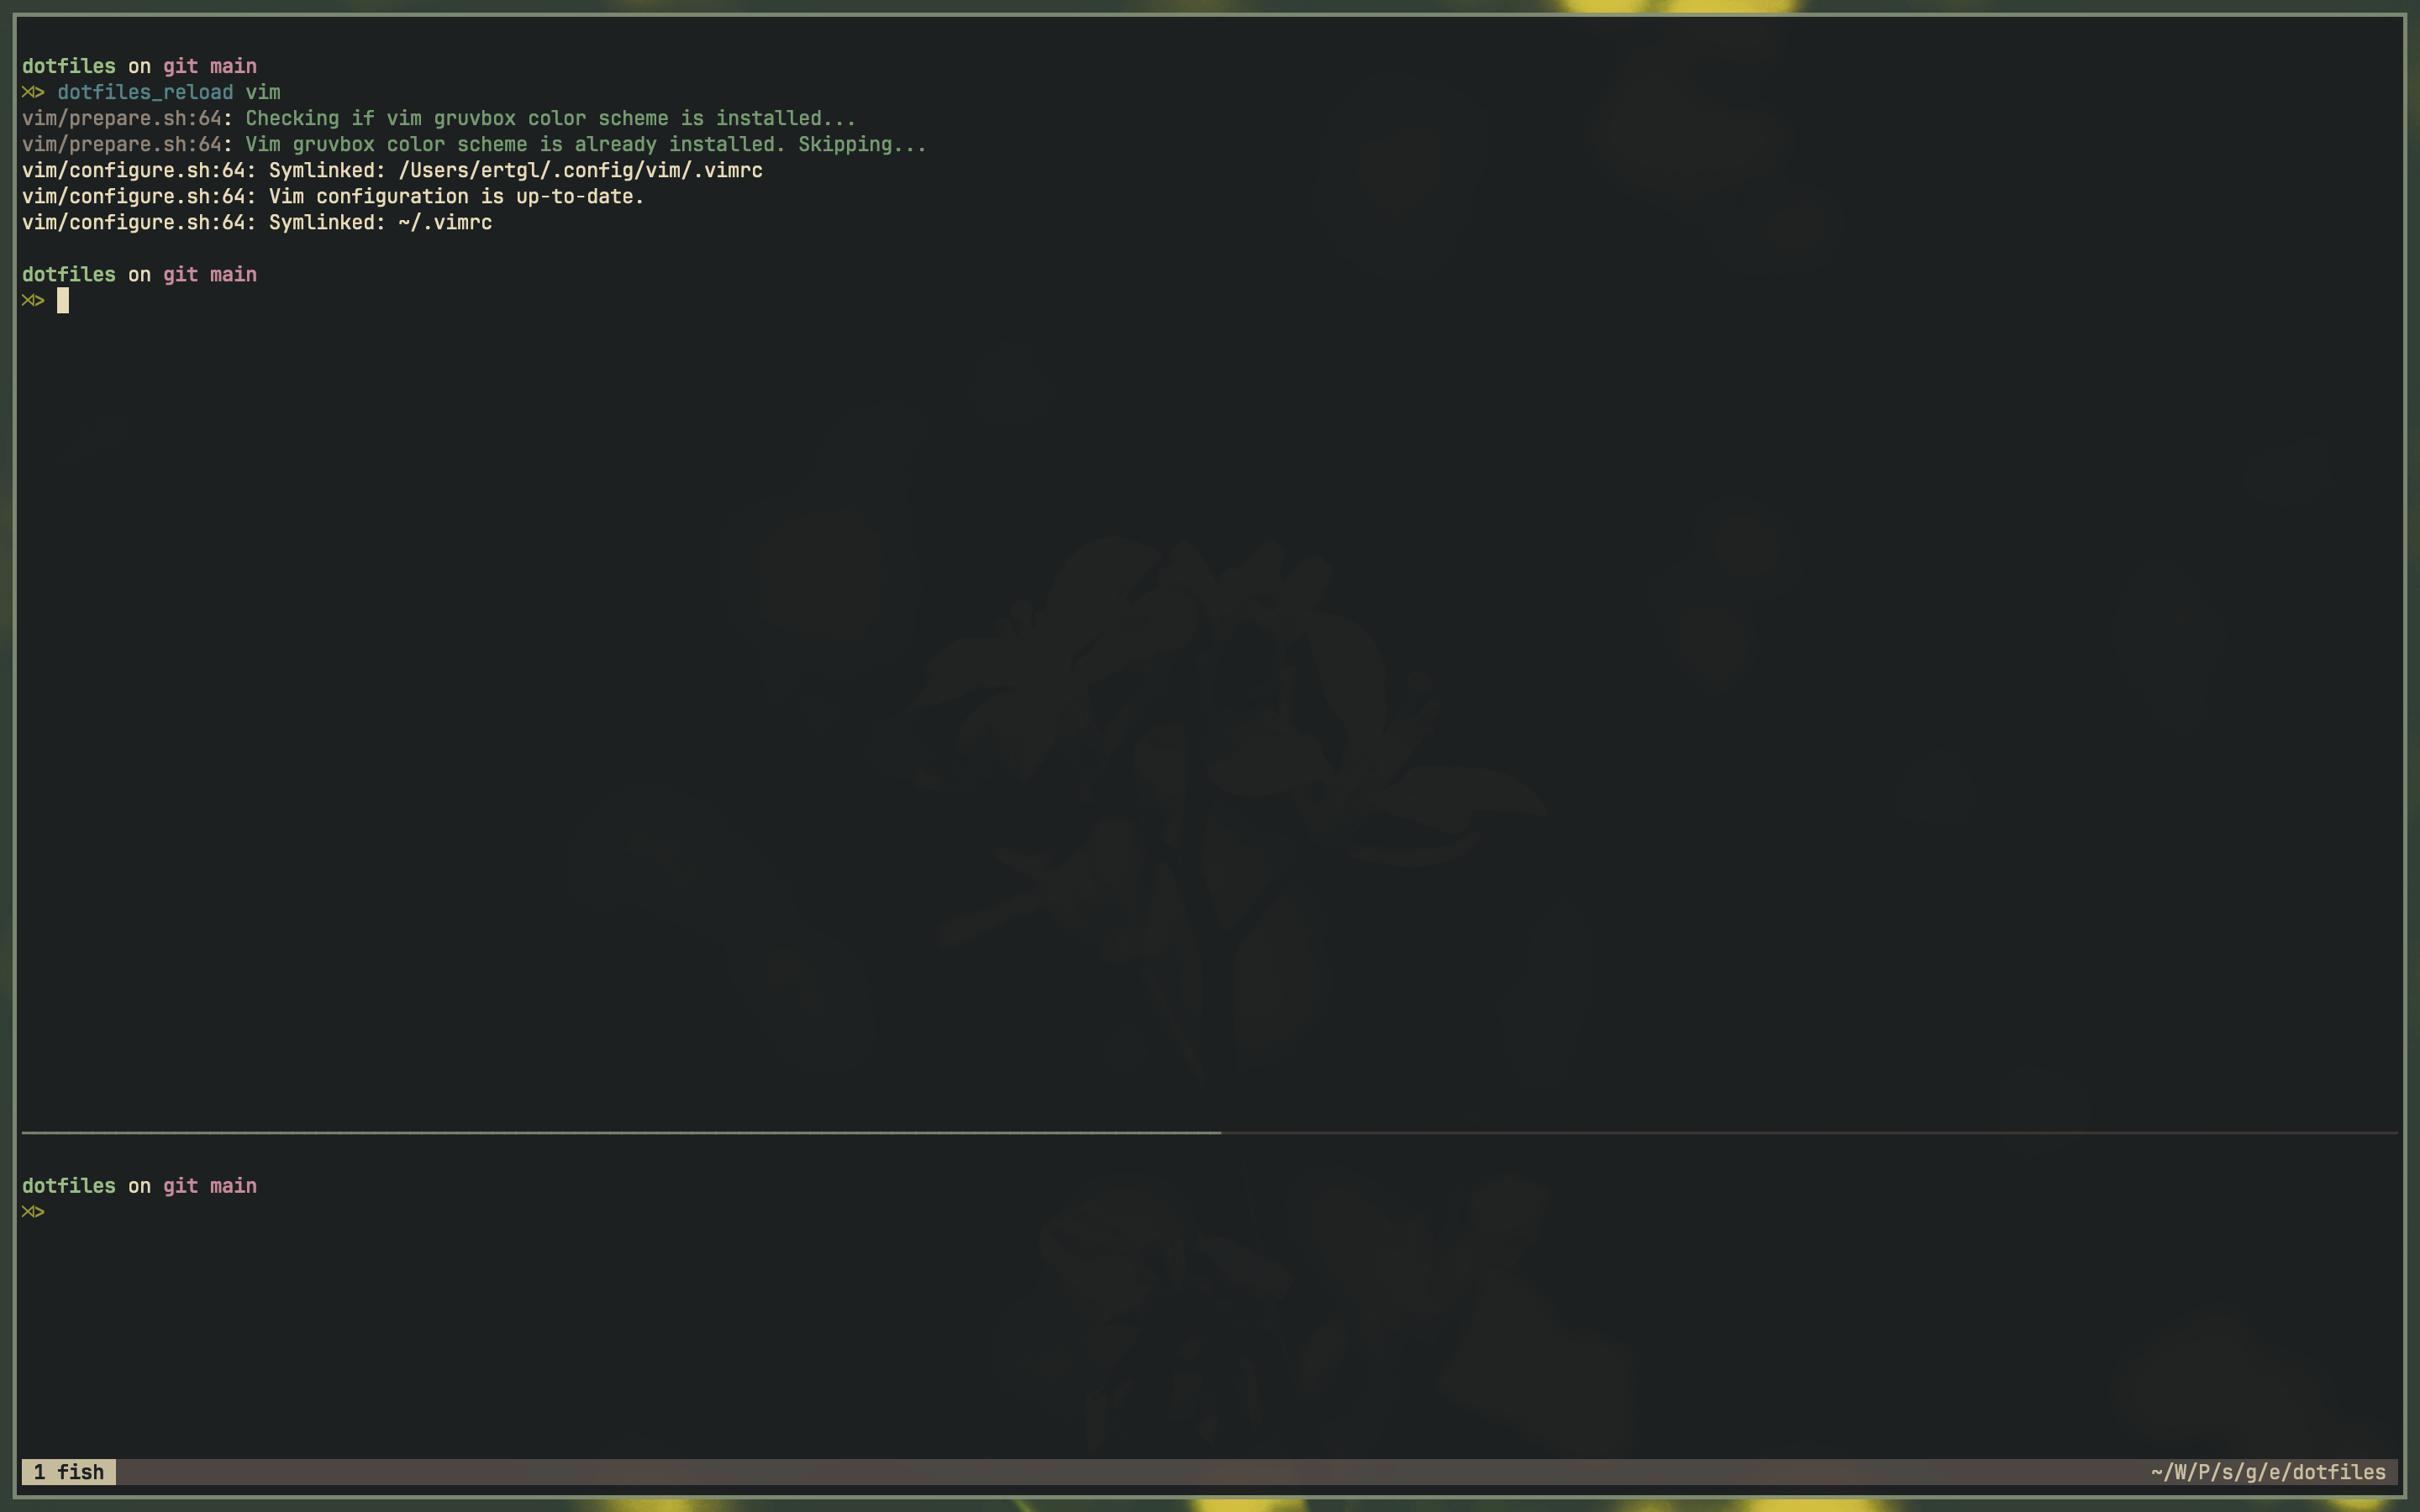 dotfiles on git main
⋊> dotfiles_reload vim
vim/prepare.sh:64: Checking if vim gruvbox color scheme is installed...
vim/prepare.sh:64: Vim gruvbox color scheme is already installed. Skipping...
vim/configure.sh:64: Symlinked: /Users/ertgl/.config/vim/.vimrc
vim/configure.sh:64: Vim configuration is up-to-date.
vim/configure.sh:64: Symlinked: ~/.vimrc
dotfiles on git main
⋊>
dotfiles on git main
⋊>
1 fish ~/W/P/s/g/e/dotfiles